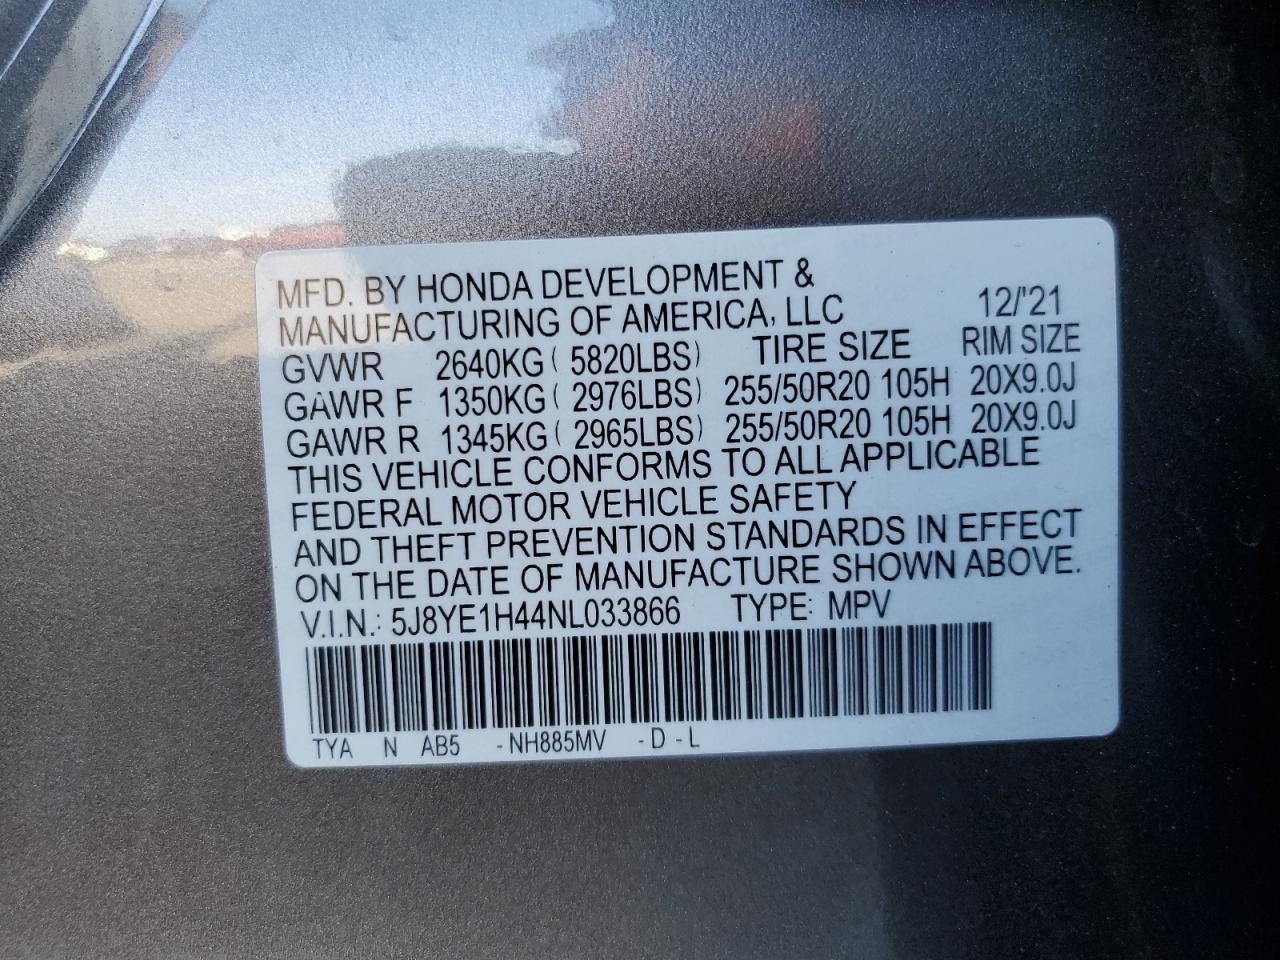 MFD. BY HONDA DEVELOPMENT &
MANUFACTURING OF AMERICA, LLC 12/'21
GVWR 2640KG ( 5820LBS) TIRE SIZE RIM SIZE
GAWR F 1350KG ( 2976LBS) 255/50R20 105H 20X9.0J
GAWR R 1345KG ( 2965LBS) 255/50R20 105H 20X9.0J
THIS VEHICLE CONFORMS TO ALL APPLICABLE
FEDERAL MOTOR VEHICLE SAFETY
AND THEFT PREVENTION STANDARDS IN EFFECT
ON THE DATE OF MANUFACTURE SHOWN ABOVE.
V.I.N.: 5J8YE1H44NL033866 TYPE: MPV
TYA N AB5 -NH885MV -D -L